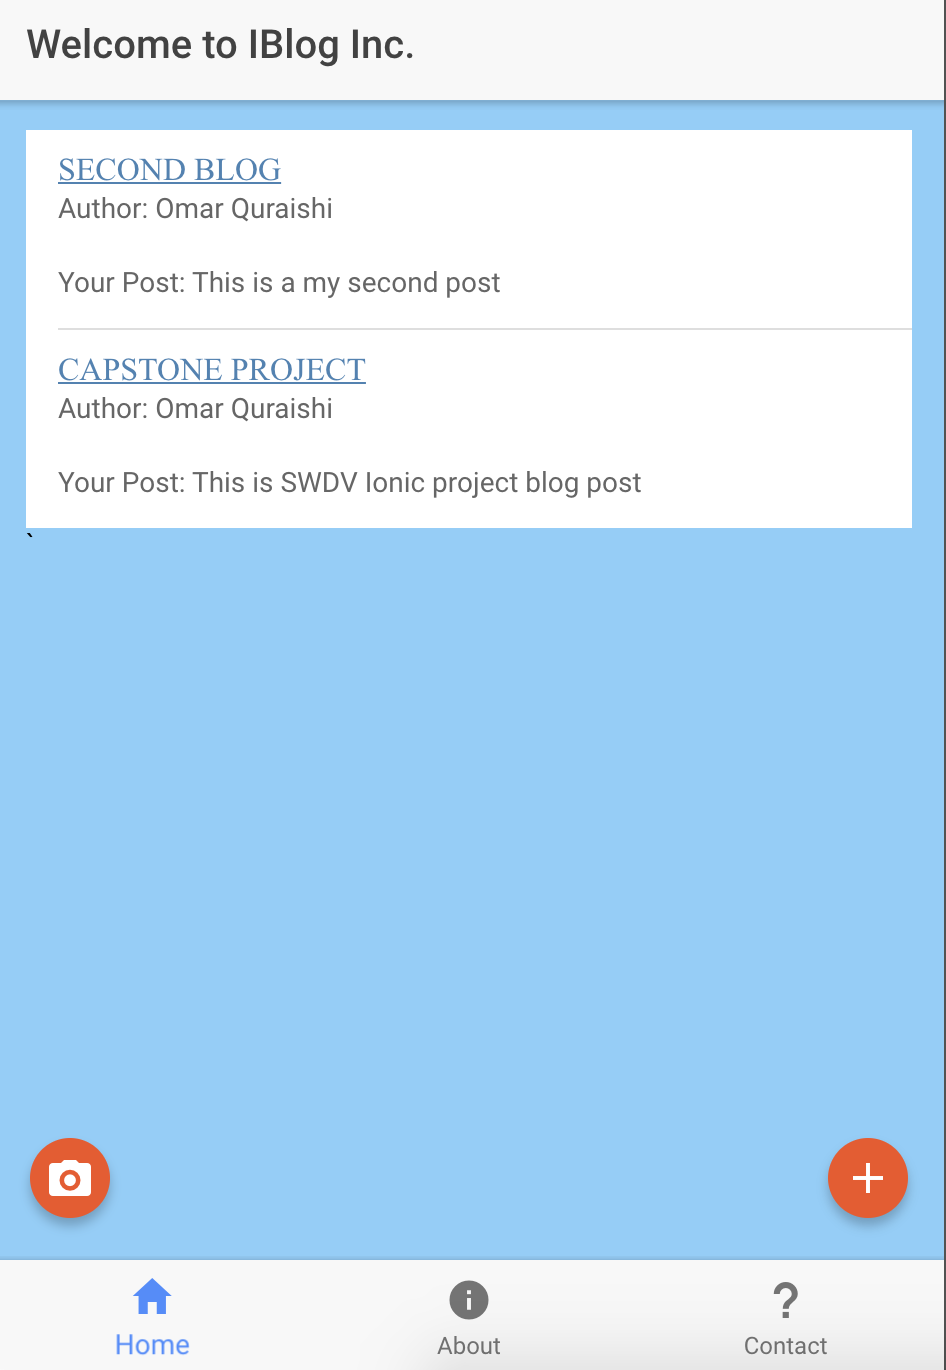 Welcome to IBlog Inc.
SECOND BLOG
Author: Omar Quraishi
Your Post: This is a my second post
CAPSTONE PROJECT
Author: Omar Quraishi
Your Post: This is SWDV Ionic project blog post
`
Home
About
Contact